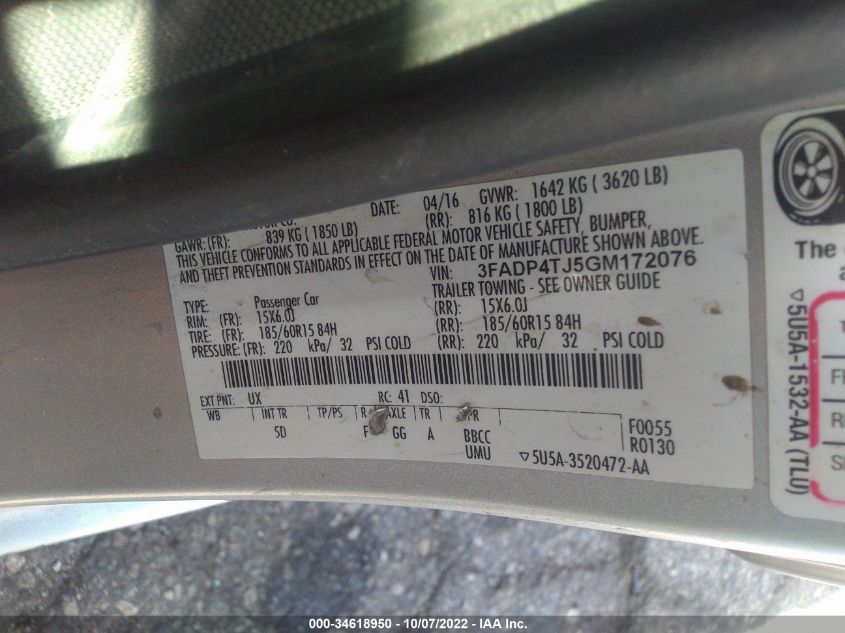 DATE: 04/16 GVWR: 1642 KG ( 3620 LB)
GAWR:(FR): 839 KG (1850 LB) (RR): 816 KG (1800 LB)
THIS VEHICLE CONFORMS TO ALL APPLICABLE FEDERAL MOTOR VEHICLE SAFETY, BUMPER,
AND THEFT PREVENTION STANDARDS IN EFFECT ON THE DATE OF MANUFACTURE SHOWN ABOVE.
VIN: 3FADP4TJ5GM172076
TYPE: Passenger Car TRAILER TOWING - SEE OWNER GUIDE
RIM: (FR): 15X6.0J (RR): 15X6.0J
TIRE: (FR): 185/60R15 84H (RR): 185/60R15 84H
PRESSURE:(FR): 220 kPa/ 32 PSI COLD (RR): 220 kPa/ 32 PSI COLD
EXT PNT: UX RC: 41 DSO:
WB INT TR TP/PS R AXLE TR PR
5D F GG A BBCC
UMU
F0055
R0130
▽5U5A-3520472-AA
The
▽5U5A-1532-AA (TLU)
000-34618950 - 10/07/2022 - IAA Inc.